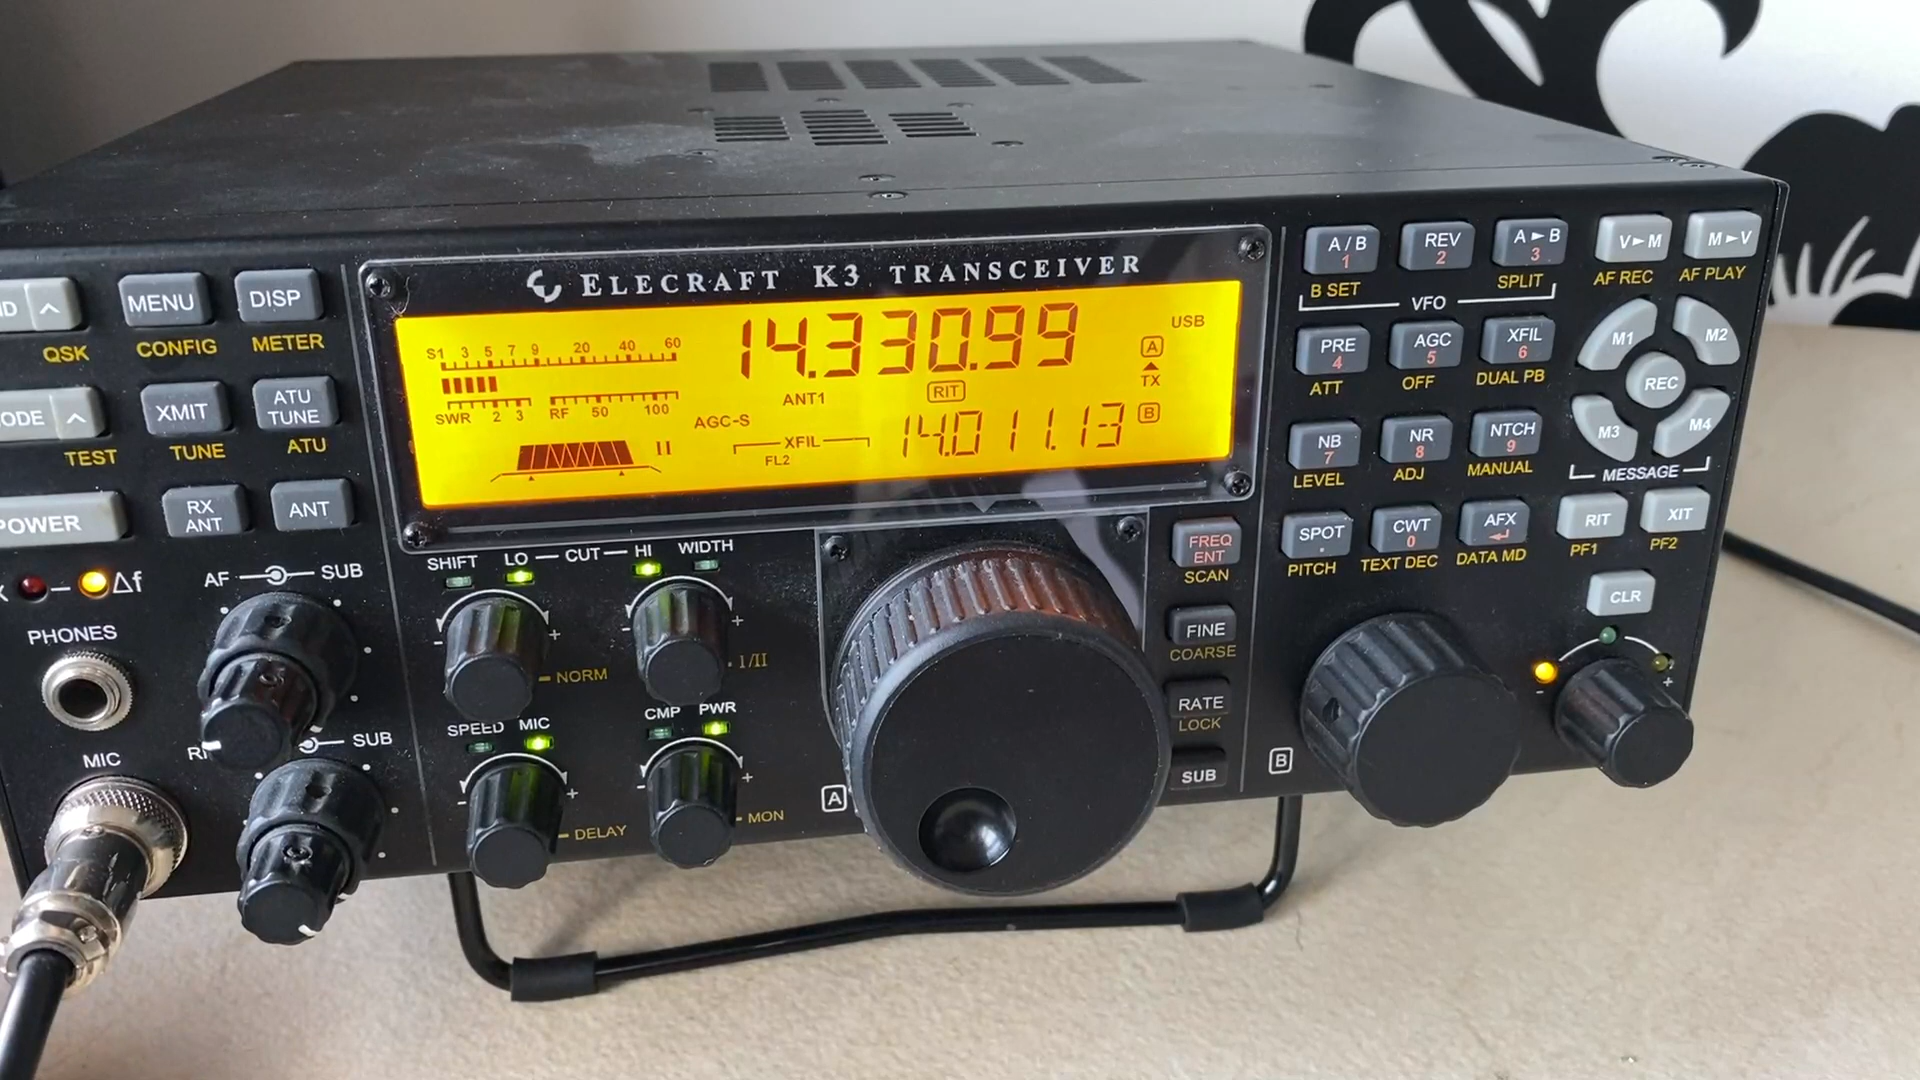 ELECRAFT K3 TRANSCEIVER
MENU
DISP
QSK
CONFIG
METER
XMIT
ATU
TUNE
TEST
TUNE
ATU
POWER
RX
ANT
ANT
S1 3 5 7 9 20 40 60
SWR 2 3 RF 50 100
14.330.99
USB
A
TX
B
ANT1
RIT
AGC-S
XFIL
FL2
II
14.011.13
Δf
AF SUB
PHONES
SUB
MIC
SHIFT LO CUT HI WIDTH
- + - +
NORM
I/II
SPEED MIC
CMP PWR
- + - +
DELAY
MON
A
FREQ
ENT
SCAN
FINE
COARSE
RATE
LOCK
SUB
B
A / B
1
REV
2
A ► B
3
B SET
SPLIT
VFO
V►M
M►V
AF REC
AF PLAY
PRE
4
AGC
5
XFIL
6
ATT
OFF
DUAL PB
M1
M2
REC
M3
M4
MESSAGE
NB
7
NR
8
NTCH
9
LEVEL
ADJ
MANUAL
SPOT
.
CWT
0
AFX
↵
PITCH
TEXT DEC
DATA MD
RIT
XIT
PF1
PF2
CLR
- +